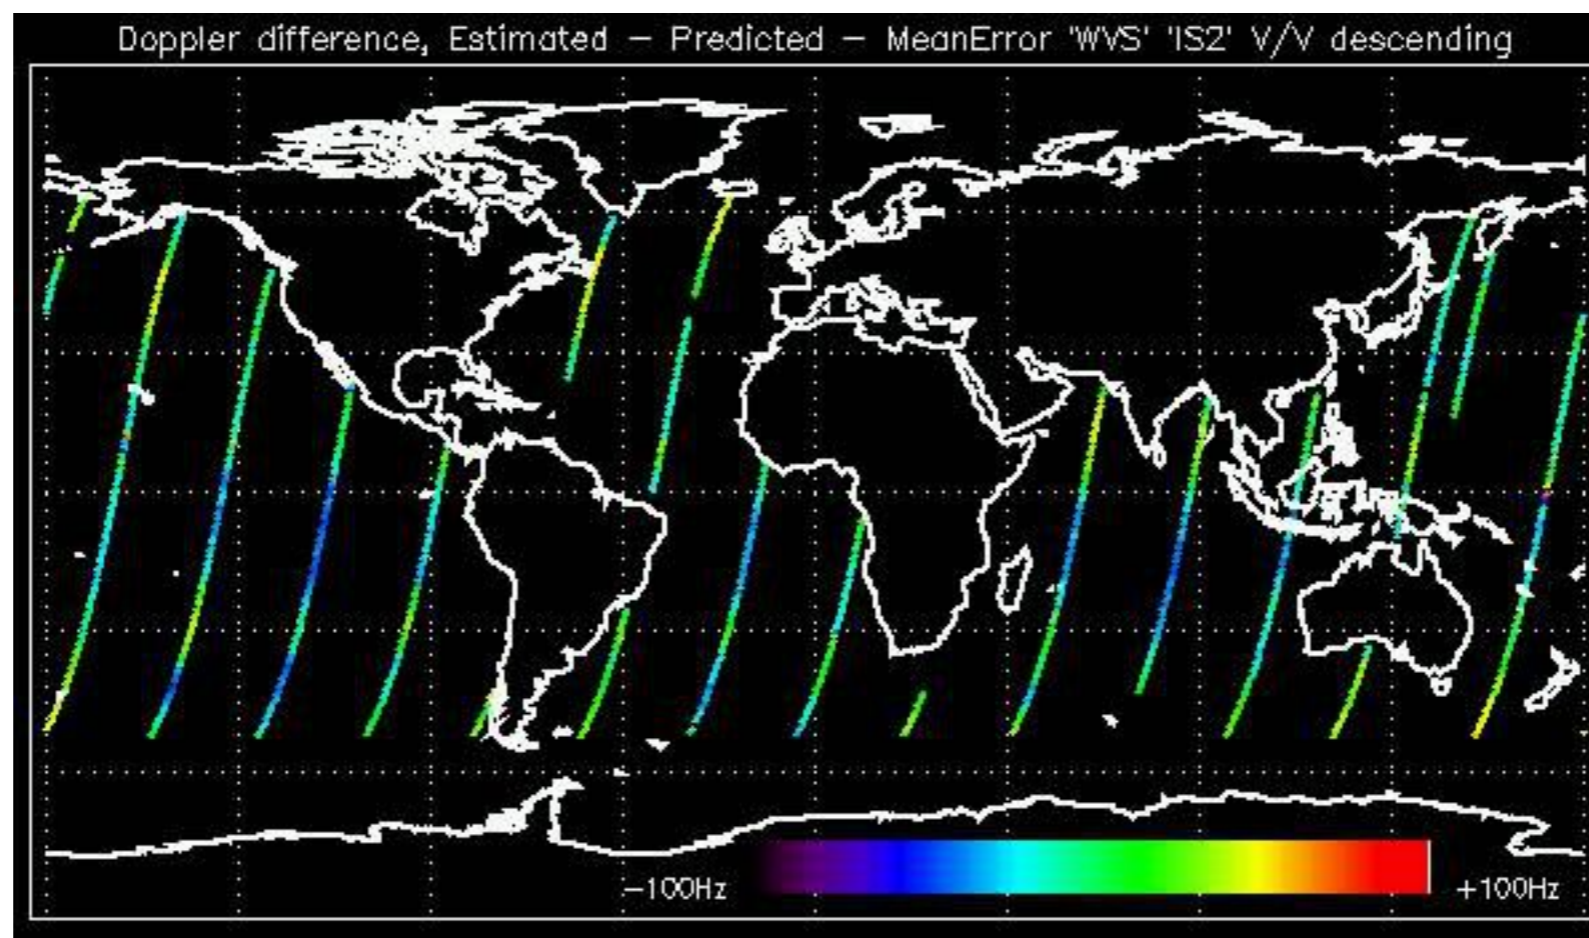 Doppler difference, Estimated – Predicted – MeanError 'WVS' 'IS2' V/V descending
–100Hz +100Hz